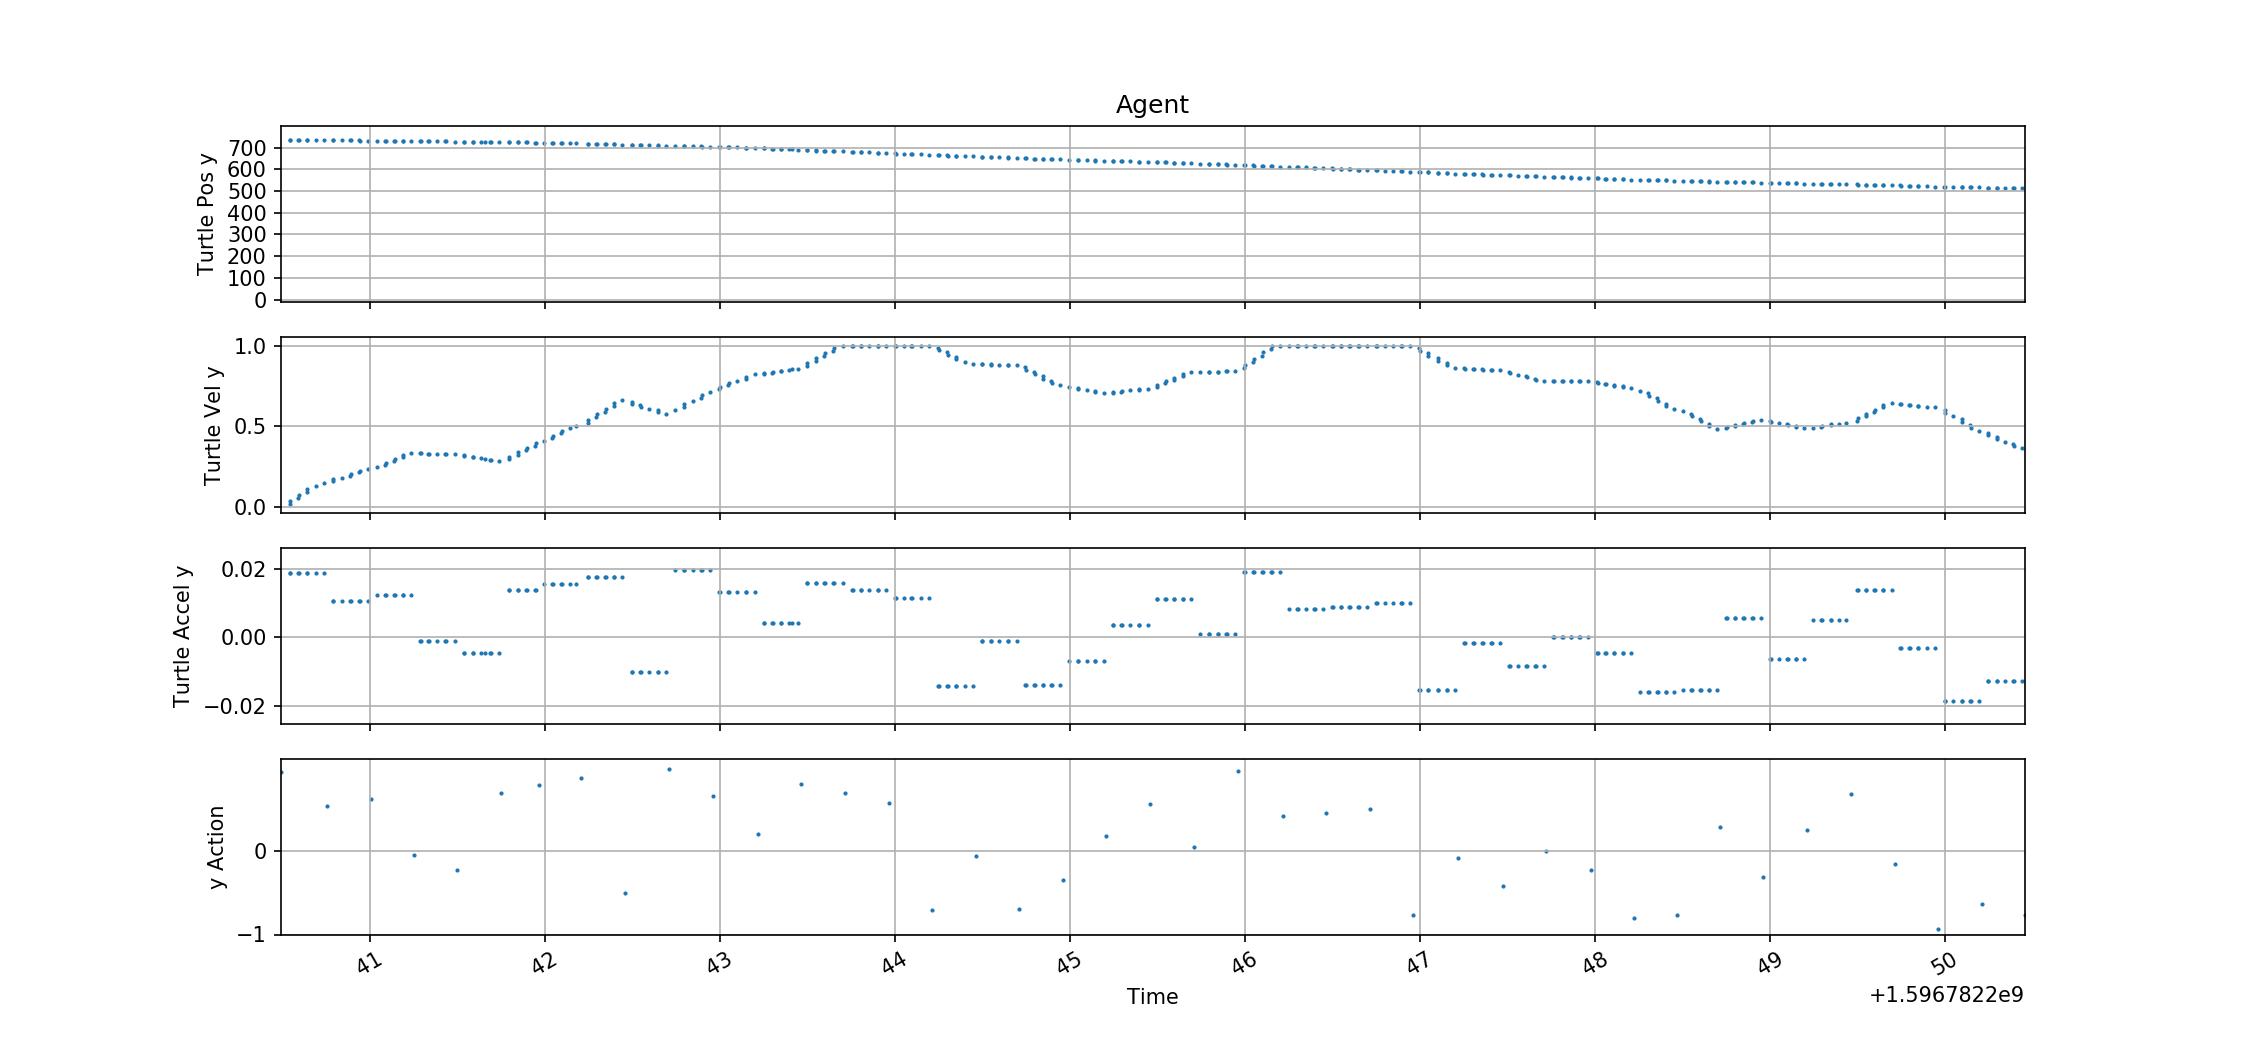 Agent
Turtle Pos y
700
600
500
400
300
200
100
0
Turtle Vel y
1.0
0.5
0.0
Turtle Accel y
0.02
0.00
−0.02
y Action
0
−1
41 42 43 44 45 46 47 48 49 50
Time
+1.5967822e9